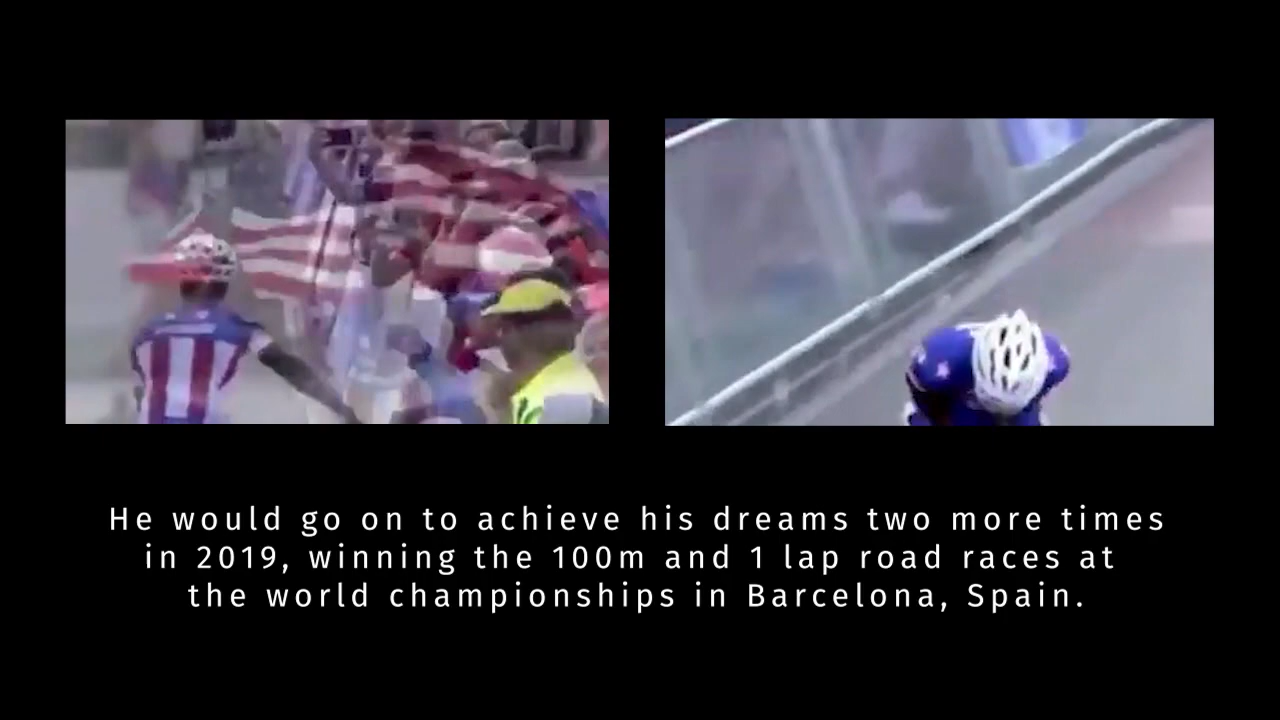 He would go on to achieve his dreams two more times
in 2019, winning the 100m and 1 lap road races at
the world championships in Barcelona, Spain.